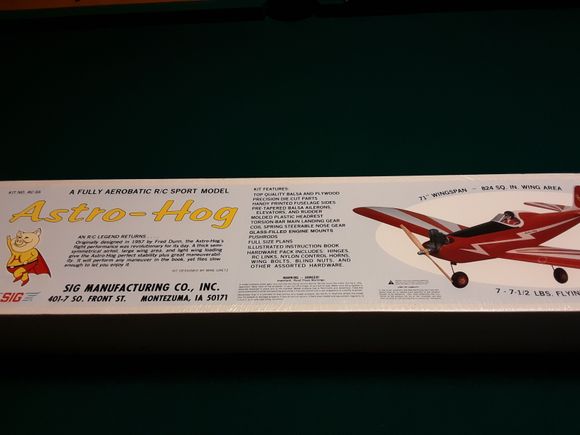 KIT NO. RC-56
A FULLY AEROBATIC R/C SPORT MODEL
Astro-Hog
AN R/C LEGEND RETURNS . . .
Originally designed in 1957 by Fred Dunn, the Astro-Hog's
flight performance was revolutionary for its day. A thick semi-
symmetrical airfoil, large wing area, and light wing loading
give the Astro-Hog perfect stability plus great maneuverabil-
ity. It will perform any maneuver in the book, yet flies slow
enough to let you enjoy it.
KIT DESIGNED BY MIKE GRETZ
SIG
SIG MANUFACTURING CO., INC.
401-7 SO. FRONT ST. MONTEZUMA, IA 50171
KIT FEATURES:
TOP QUALITY BALSA AND PLYWOOD
PRECISION DIE CUT PARTS
HANDY PRINTED FUSELAGE SIDES
PRE-TAPERED BALSA AILERONS,
ELEVATORS, AND RUDDER
MOLDED PLASTIC HEADREST
TORSION-BAR MAIN LANDING GEAR
COIL SPRING STEERABLE NOSE GEAR
GLASS-FILLED ENGINE MOUNTS
PUSHRODS
FULL SIZE PLANS
ILLUSTRATED INSTRUCTION BOOK
HARDWARE PACK INCLUDES: HINGES,
RC LINKS, NYLON CONTROL HORNS,
WING BOLTS, BLIND NUTS, AND
OTHER ASSORTED HARDWARE.
71" WINGSPAN - 824 SQ. IN. WING AREA
7 - 7-1/2 LBS. FLYIN